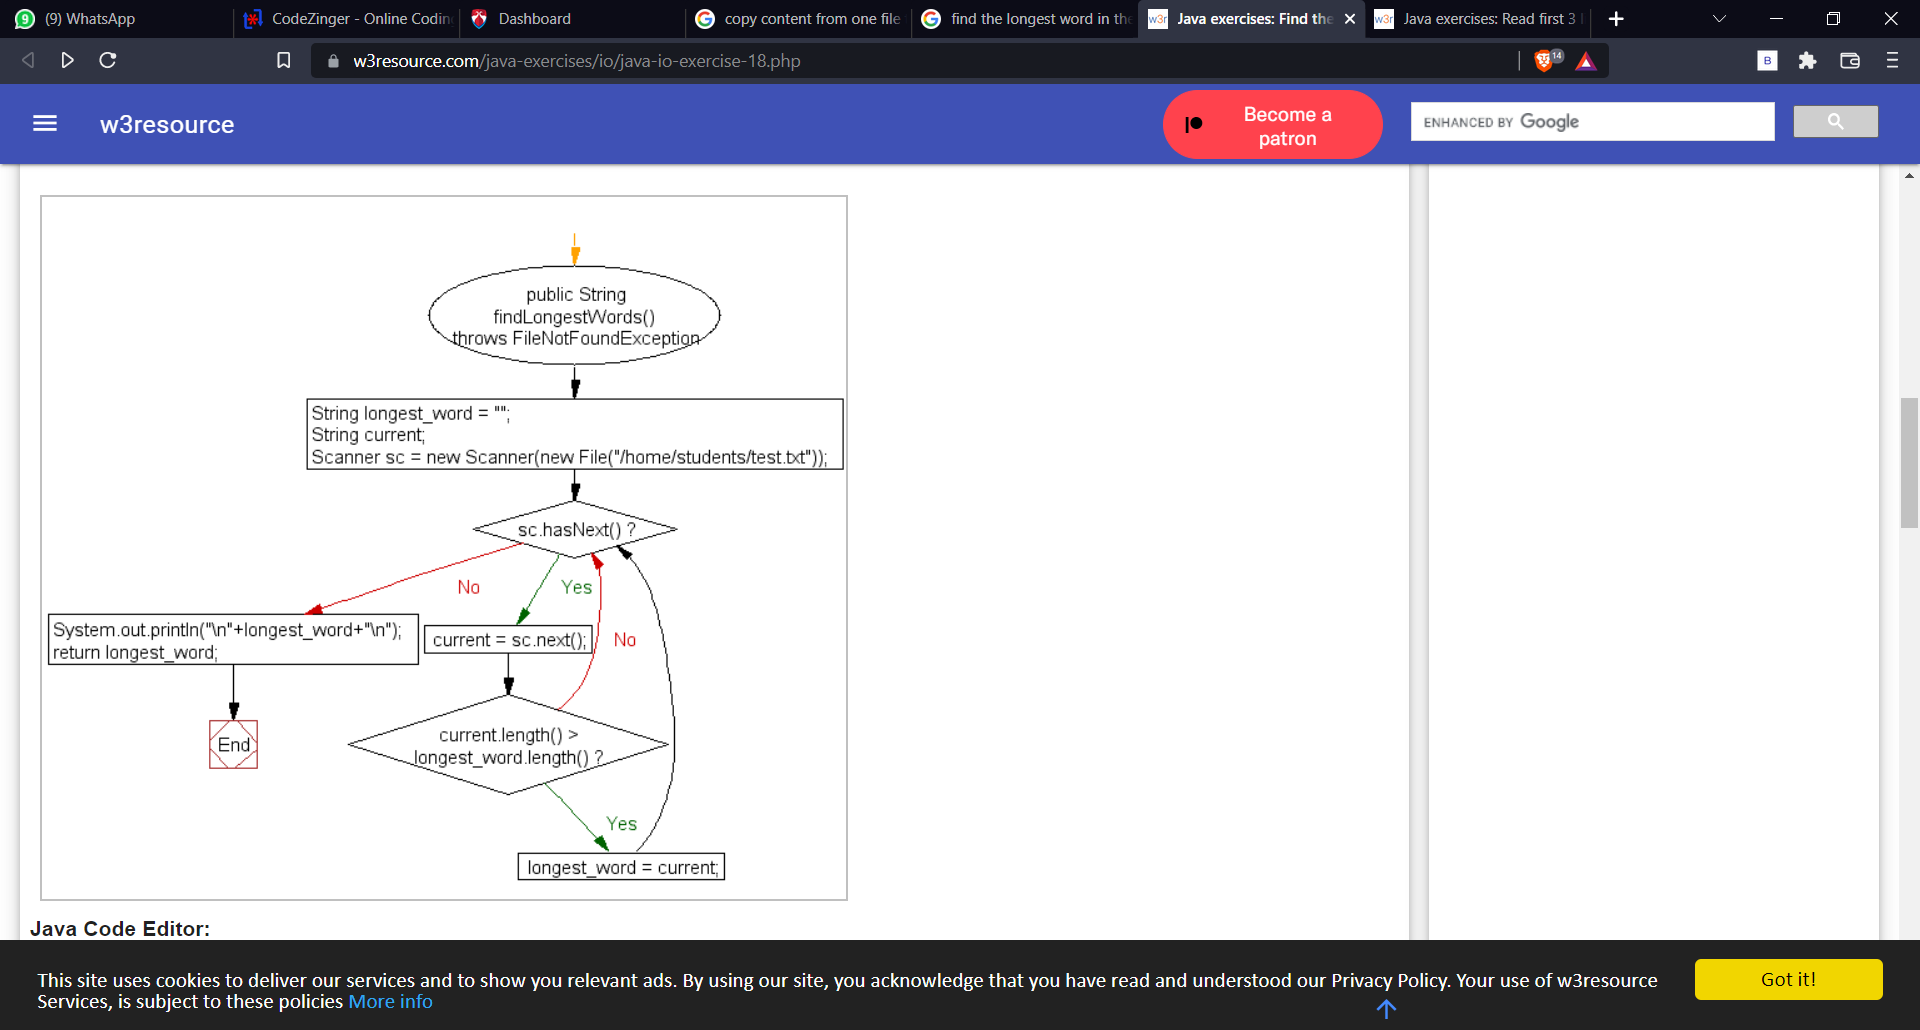 (9) WhatsApp
CodeZinger - Online Codin
Dashboard
copy content from one file
find the longest word in the
Java exercises: Find the
Java exercises: Read first 3
w3resource.com/java-exercises/io/java-io-exercise-18.php
14
B
w3resource
Become a
patron
ENHANCED BY Google
public String
findLongestWords()
throws FileNotFoundException
String longest_word = "";
String current;
Scanner sc = new Scanner(new File("/home/students/test.txt"));
sc.hasNext() ?
No
Yes
System.out.println("\n"+longest_word+"\n");
return longest_word;
current = sc.next();
No
End
current.length() >
longest_word.length() ?
Yes
longest_word = current;
Java Code Editor:
This site uses cookies to deliver our services and to show you relevant ads. By using our site, you acknowledge that you have read and understood our Privacy Policy. Your use of w3resource
Services, is subject to these policies More info
Got it!